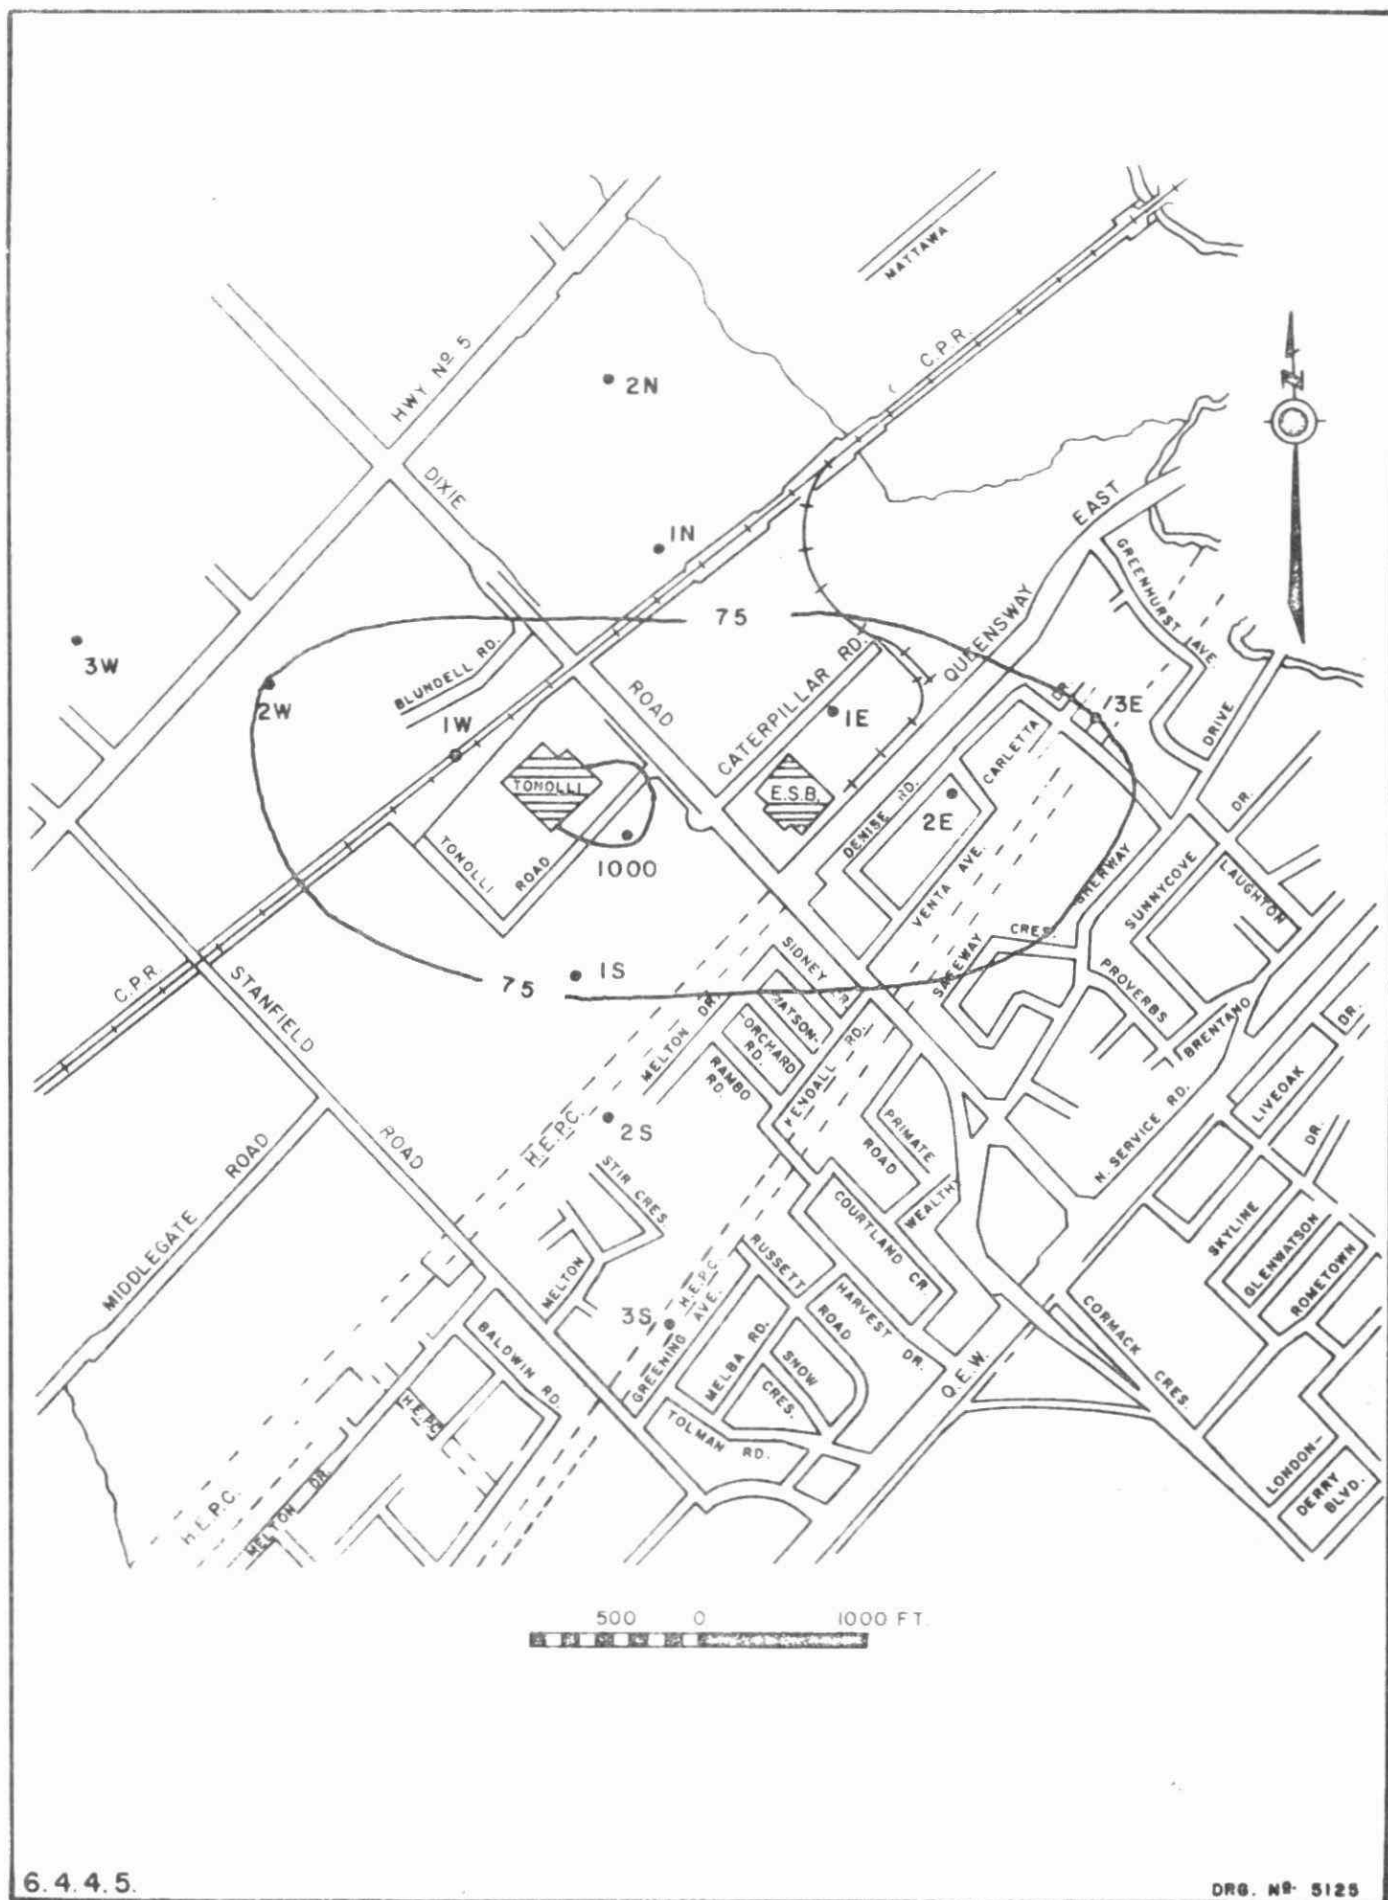 MATTAWA
C.P.R.
HWY Nº 5
2N
N
DIXIE
EAST
1N
GREENHURST AVE.
QUEENSWAY
75
3W
BLUNDELL RD.
CATERPILLAR RD.
2W
ROAD
DR.
13E
1W
1E
DRIVE
CARLETTA
TONOLLI
E.S.B.
DENISE RD.
2E
DR.
1000
TONOLLI
ROAD
VENTA AVE.
SHERWAY
SUNNYCOVE
LAUGHTON
CRES.
SIDNEY
SAGEWAY
1S
75
C.P.R.
STANFIELD
PROVERBS
MELTON DR.
WATSON
ORCHARD
RD.
RAMBO
RD.
KENDALL RD.
BRENTANO
DR.
LIVEOAK
2S
H.E.P.C.
ROAD
PRIMATE
ROAD
N. SERVICE RD.
DR.
ROAD
MIDDLEGATE
STIR CRES.
WEALTHY
COURTLAND CR.
SKYLINE
GLENWATSON
ROMETOWN
RUSSETT
ROAD
MELTON
H.E.P.C.
3S
GREENING AVE.
HARVEST DR.
CORMACK CRES.
BALDWIN RD.
MELBA RD.
SNOW
CRES.
Q.E.W.
H.E.P.C.
TOLMAN RD.
LONDON-
DERRY
BLVD.
H.E.P.C.
MELTON DR.
500 0 1000 FT.
6.4.4.5.
DRG. Nº 5125